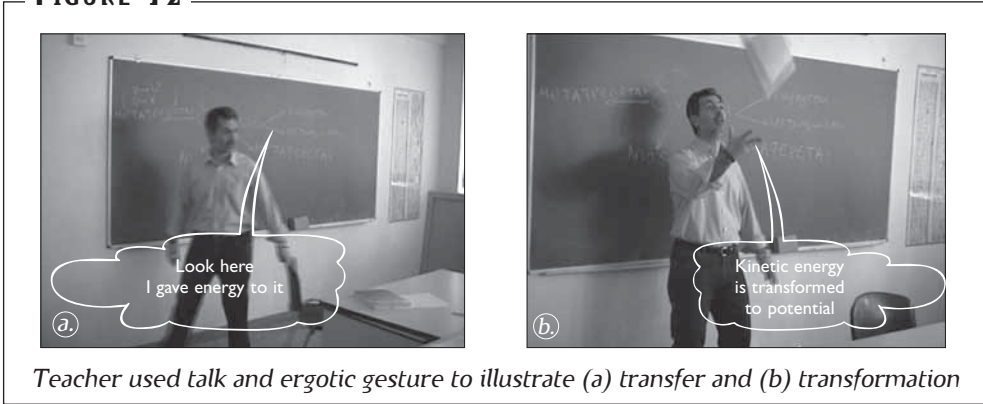 FIGURE 12
Look here
I gave energy to it
a.
Kinetic energy
is transformed
to potential
b.
Teacher used talk and ergotic gesture to illustrate (a) transfer and (b) transformation